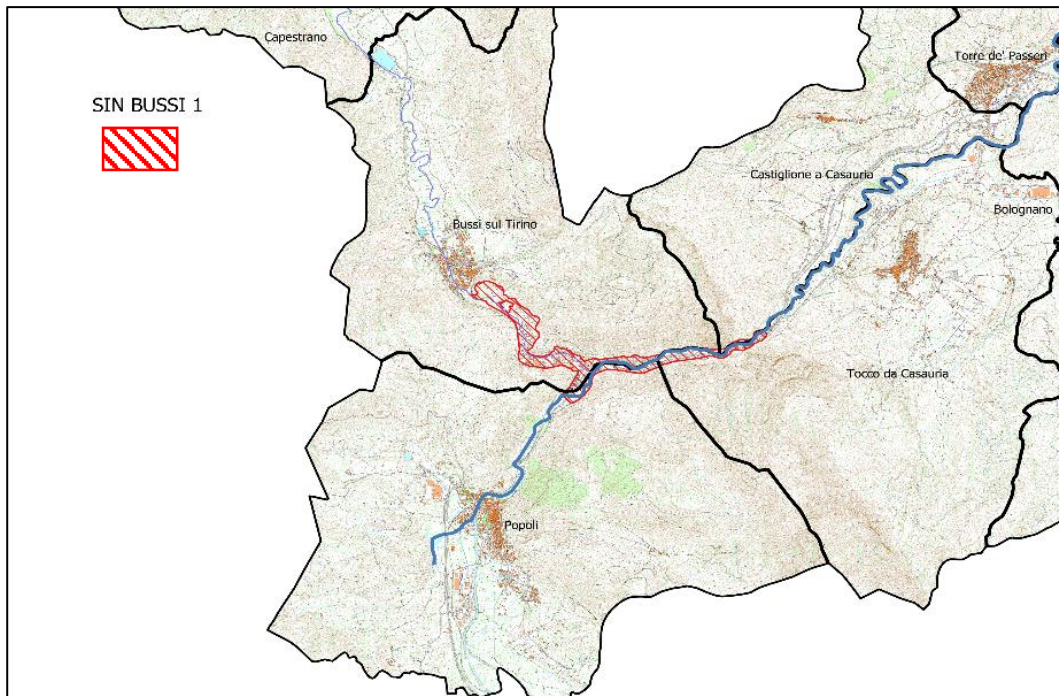 Capestrano
Torre de' Passeri
SIN BUSSI 1
Castiglione a Casauria
Bolognano
Bussi sul Tirino
Tocco da Casauria
Popoli